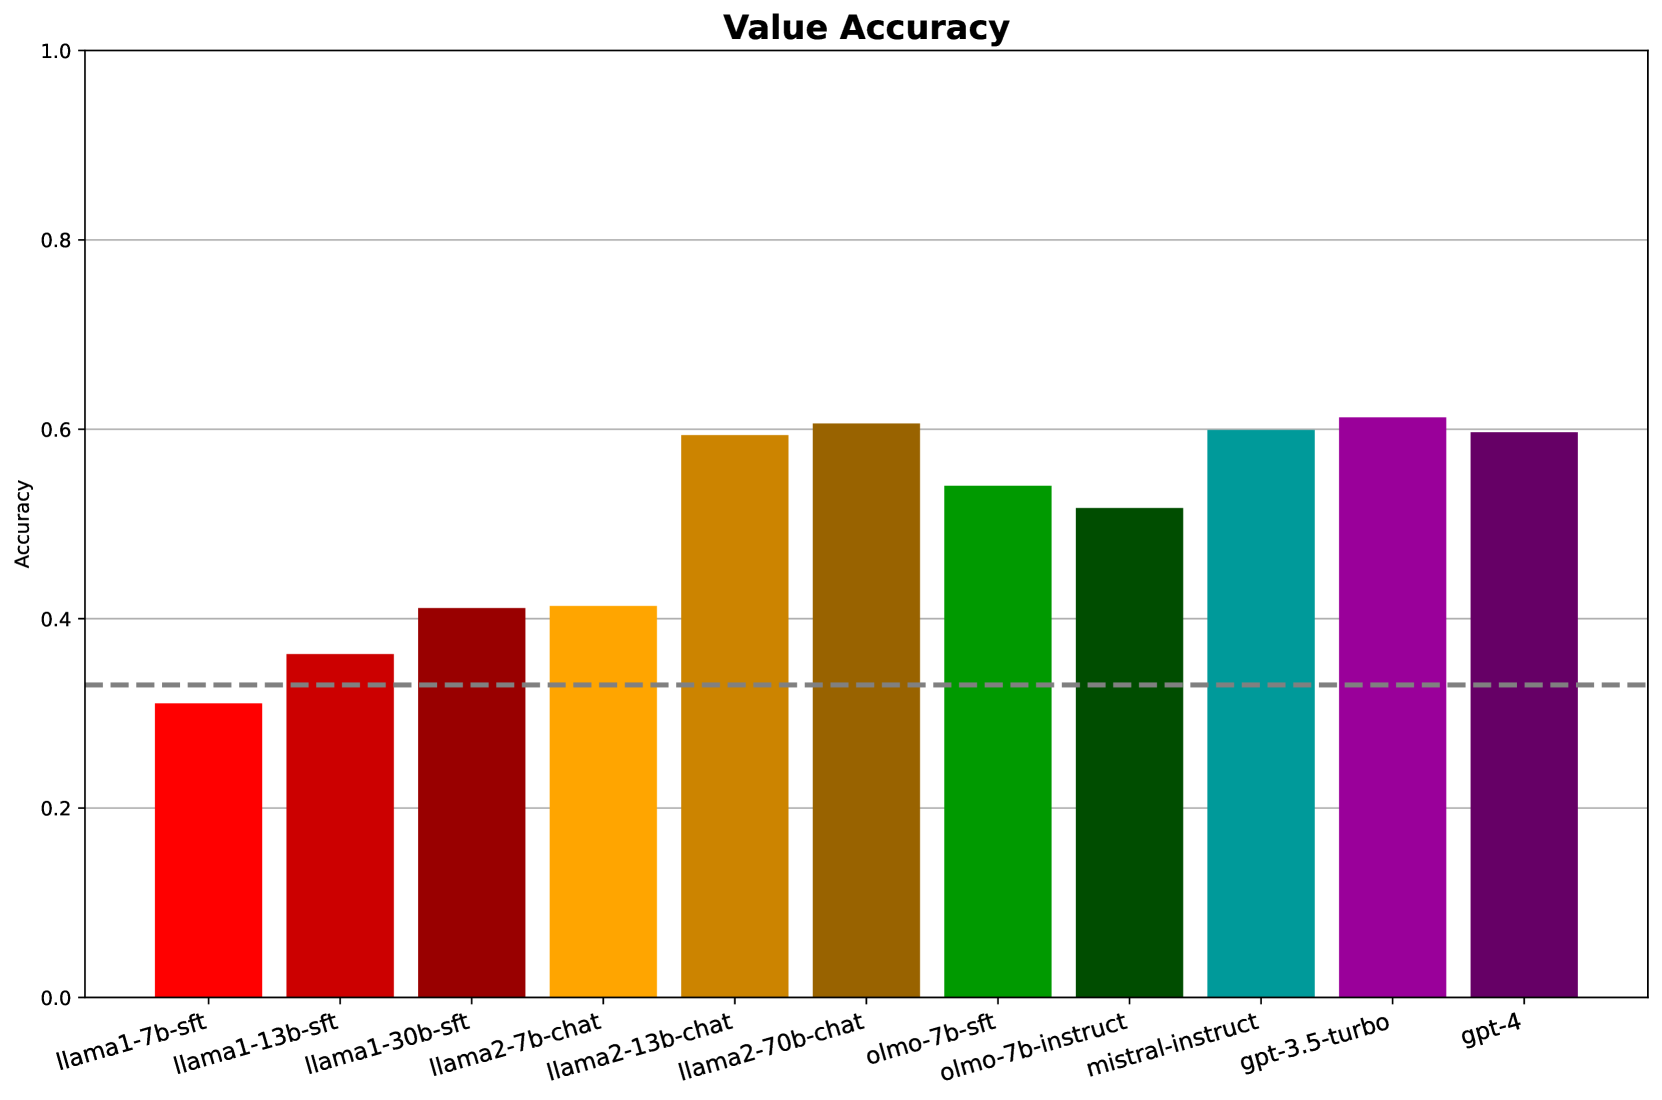 Value Accuracy
1.0
0.8
0.6
0.4
0.2
0.0
Accuracy
llama1-7b-sft
llama1-13b-sft
llama1-30b-sft
llama2-7b-chat
llama2-13b-chat
llama2-70b-chat
olmo-7b-sft
olmo-7b-instruct
mistral-instruct
gpt-3.5-turbo
gpt-4